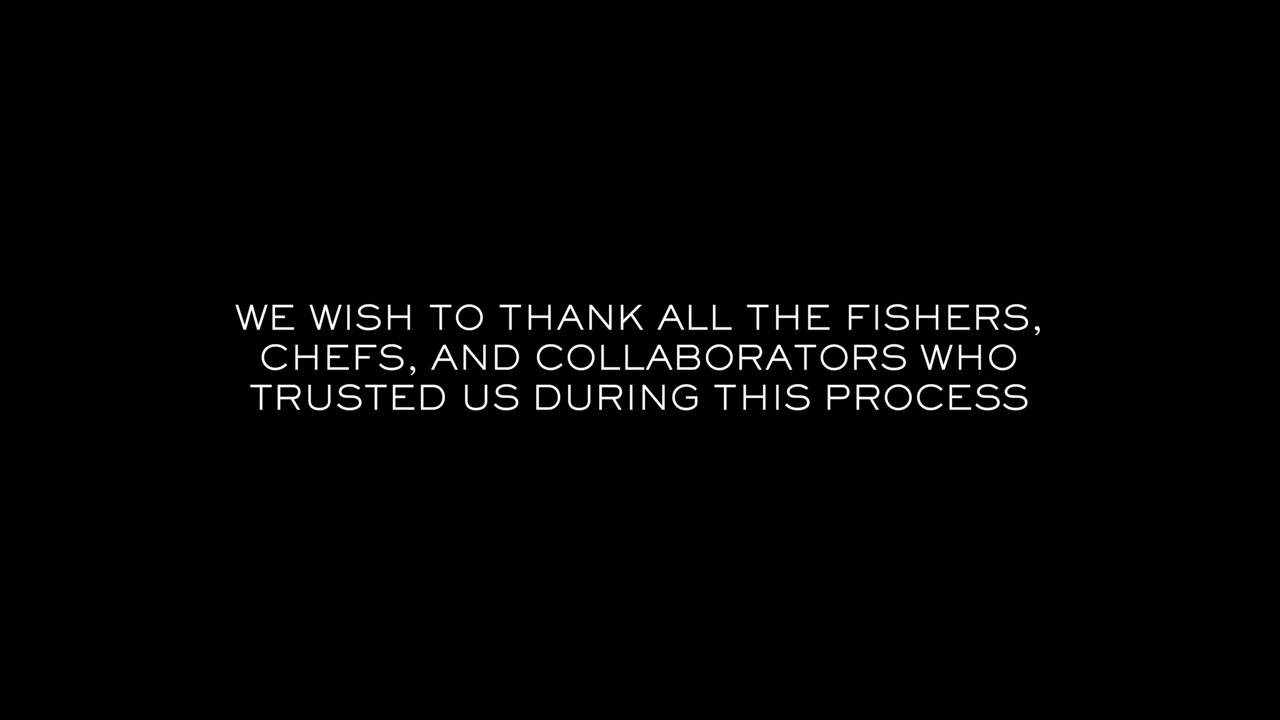 WE WISH TO THANK ALL THE FISHERS,
CHEFS, AND COLLABORATORS WHO
TRUSTED US DURING THIS PROCESS